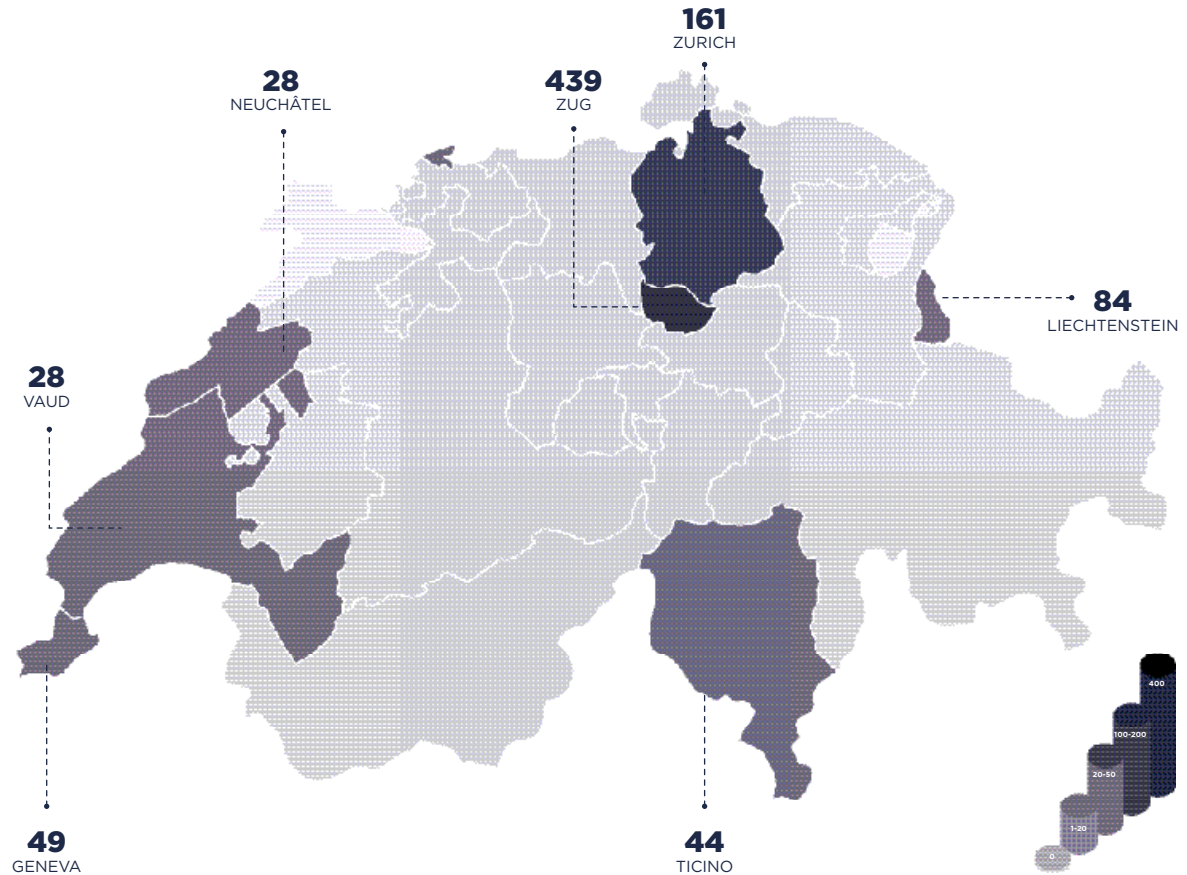 161
ZURICH
28
NEUCHÂTEL
439
ZUG
84
LIECHTENSTEIN
28
VAUD
49
GENEVA
44
TICINO
400
100-200
20-50
1-20
0